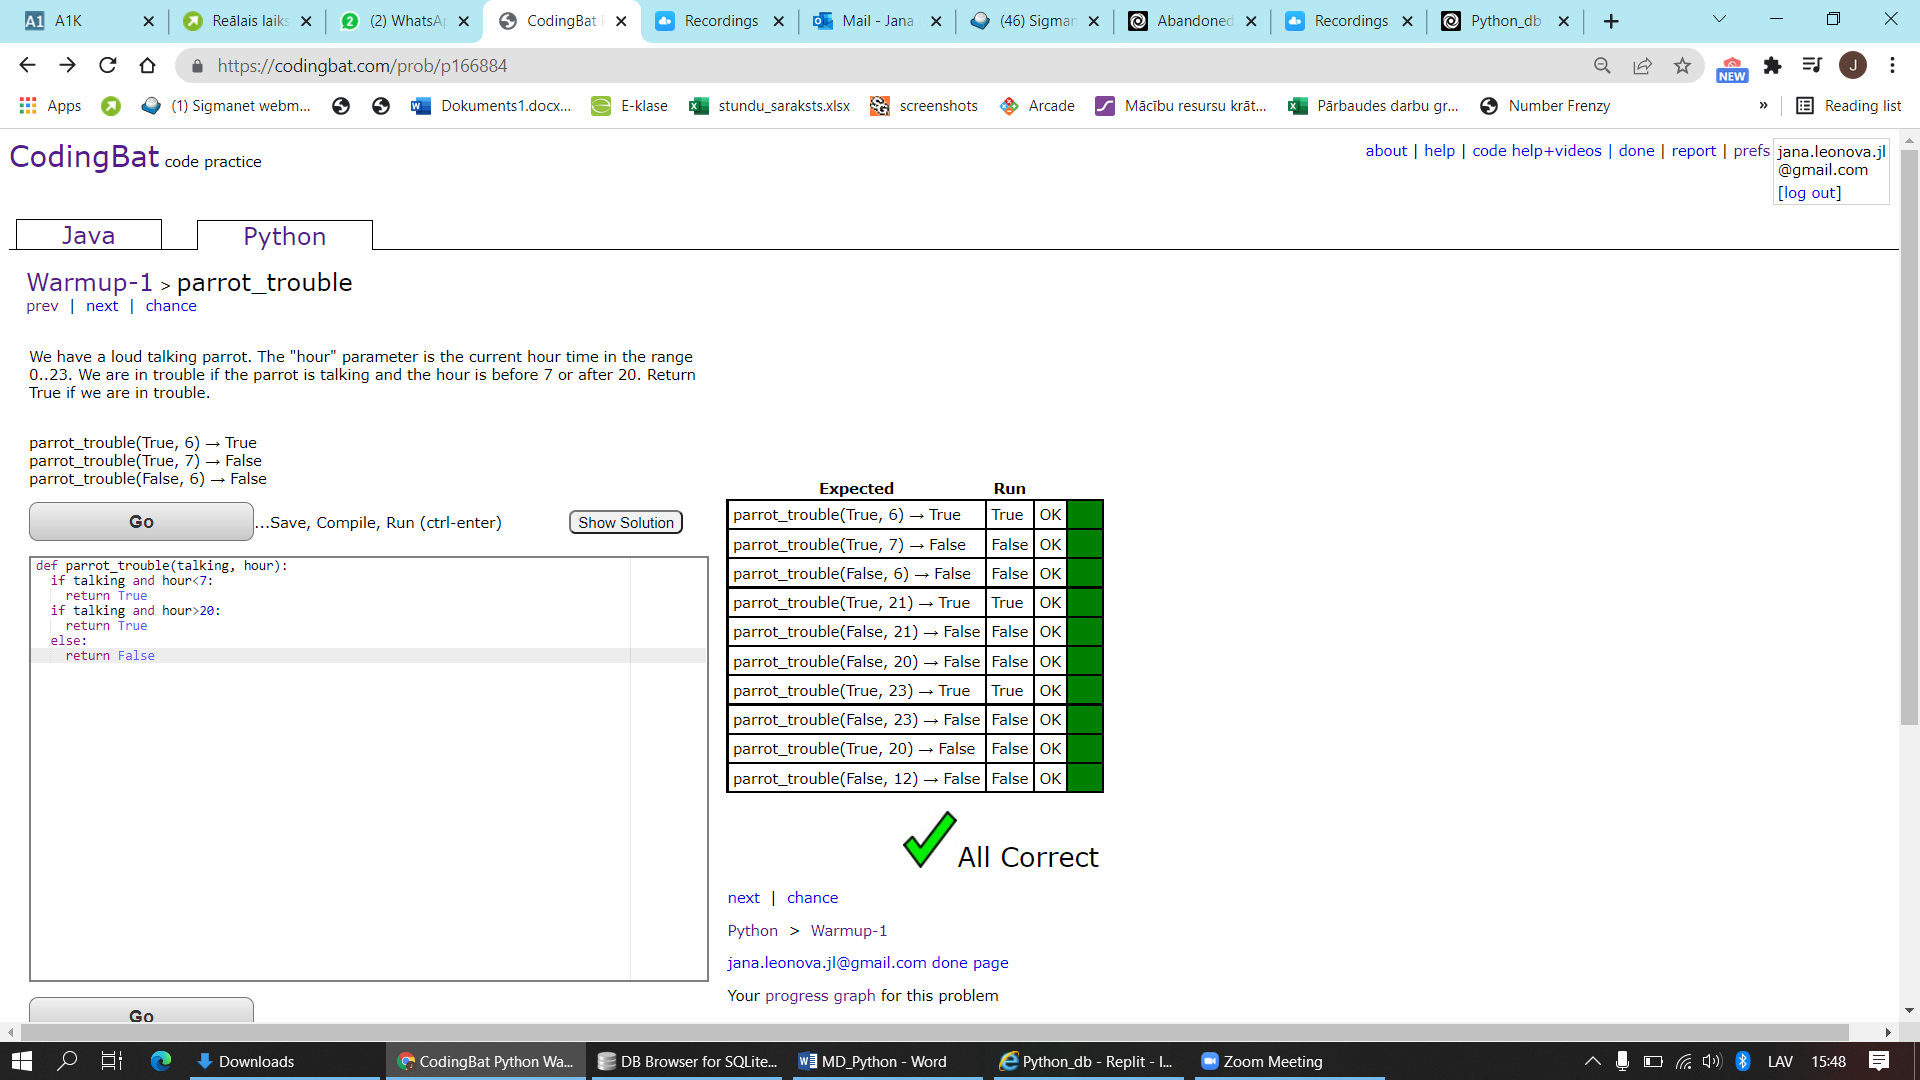 A1K
Reālais laiks
(2) WhatsAp
CodingBat P
Recordings
Mail - Jana
(46) Sigman
Abandoned
Recordings
Python_db
https://codingbat.com/prob/p166884
NEW
J
Apps
(1) Sigmanet webm...
Dokuments1.docx...
E-klase
stundu_saraksts.xlsx
screenshots
Arcade
Mācību resursu krāt...
Pārbaudes darbu gr...
Number Frenzy
»
Reading list
CodingBat code practice
about | help | code help+videos | done | report | prefs
jana.leonova.jl
@gmail.com
[log out]
Java
Python
Warmup-1 > parrot_trouble
prev | next | chance
We have a loud talking parrot. The "hour" parameter is the current hour time in the range
0..23. We are in trouble if the parrot is talking and the hour is before 7 or after 20. Return
True if we are in trouble.
parrot_trouble(True, 6) → True
parrot_trouble(True, 7) → False
parrot_trouble(False, 6) → False
Go
...Save, Compile, Run (ctrl-enter)
Show Solution
def parrot_trouble(talking, hour):
if talking and hour<7:
return True
if talking and hour>20:
return True
else:
return False
Go
Expected Run
parrot_trouble(True, 6) → True True OK
parrot_trouble(True, 7) → False False OK
parrot_trouble(False, 6) → False False OK
parrot_trouble(True, 21) → True True OK
parrot_trouble(False, 21) → False False OK
parrot_trouble(False, 20) → False False OK
parrot_trouble(True, 23) → True True OK
parrot_trouble(False, 23) → False False OK
parrot_trouble(True, 20) → False False OK
parrot_trouble(False, 12) → False False OK
All Correct
next | chance
Python > Warmup-1
jana.leonova.jl@gmail.com done page
Your progress graph for this problem
Downloads
CodingBat Python Wa...
DB Browser for SQLite...
MD_Python - Word
Python_db - Replit - I...
Zoom Meeting
LAV
15:48